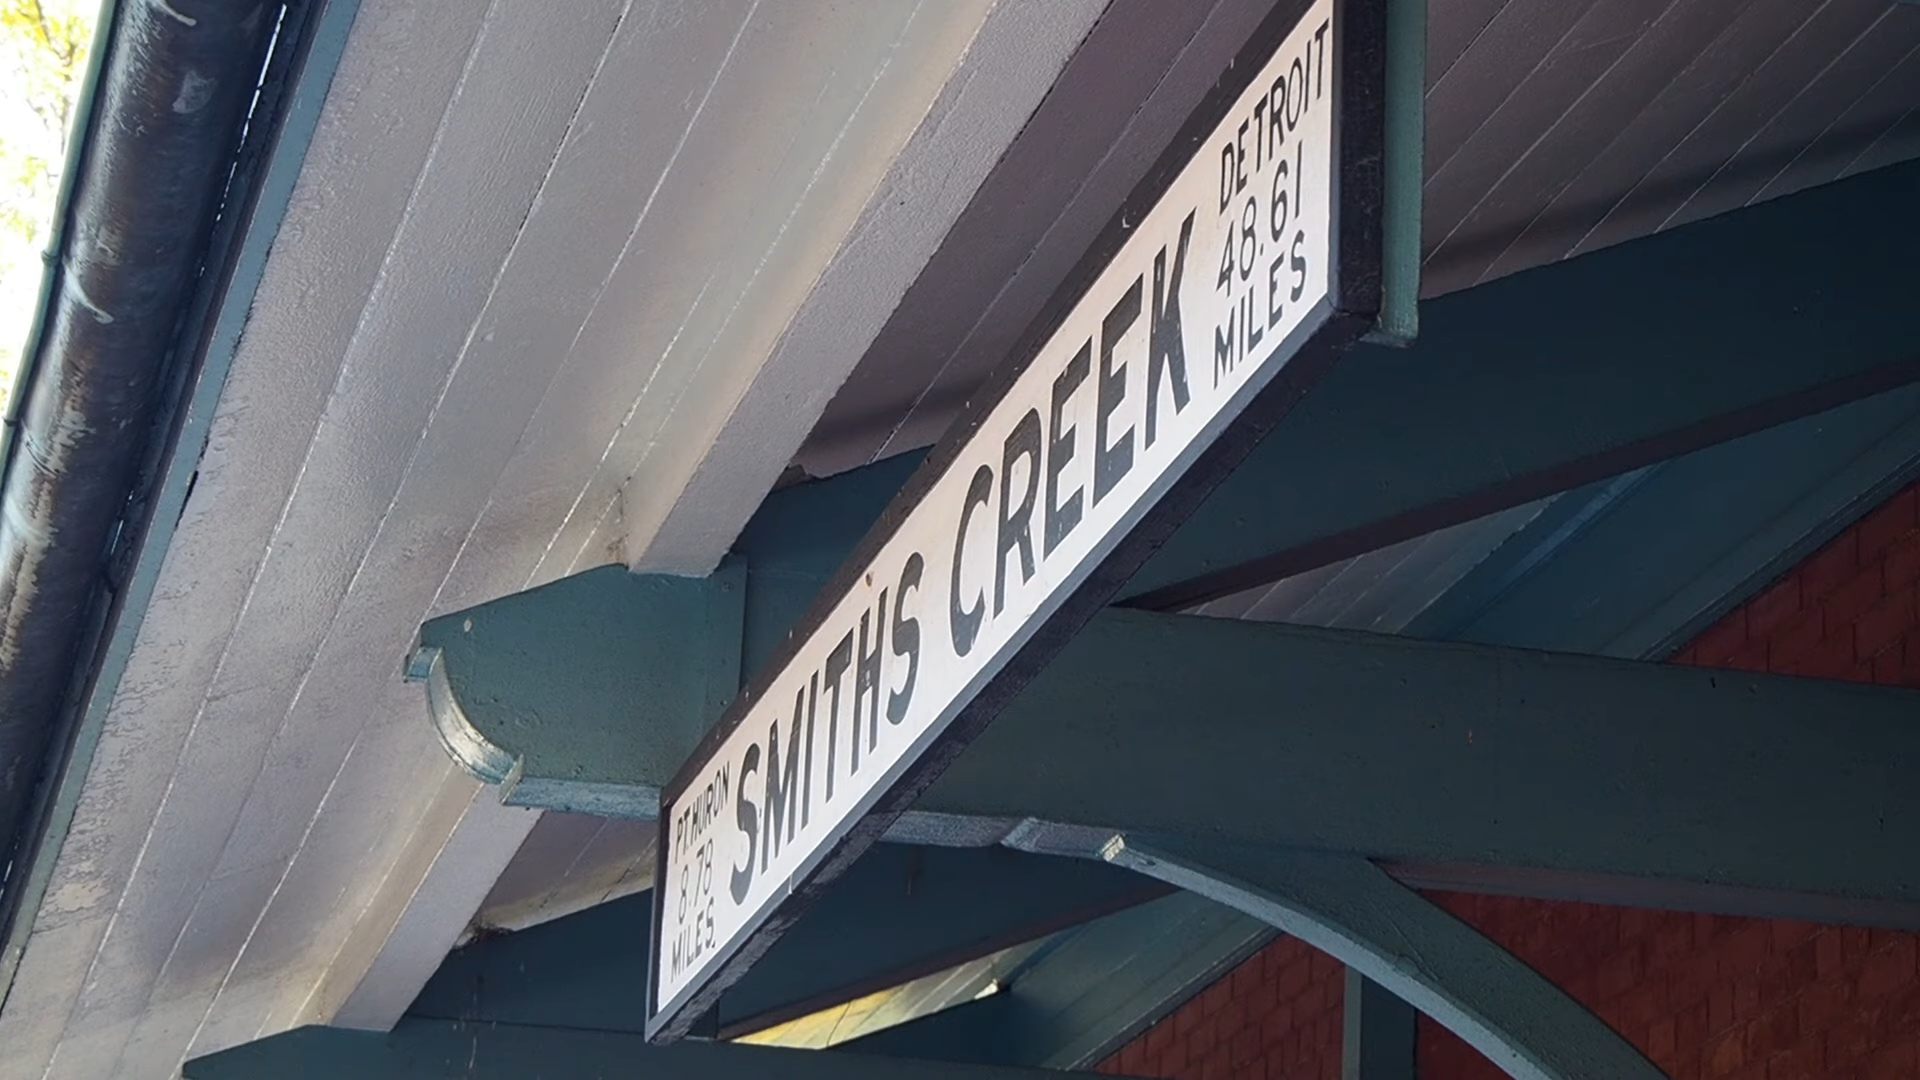 PT. HURON
8.78
MILES
SMITHS CREEK
DETROIT
48.61
MILES